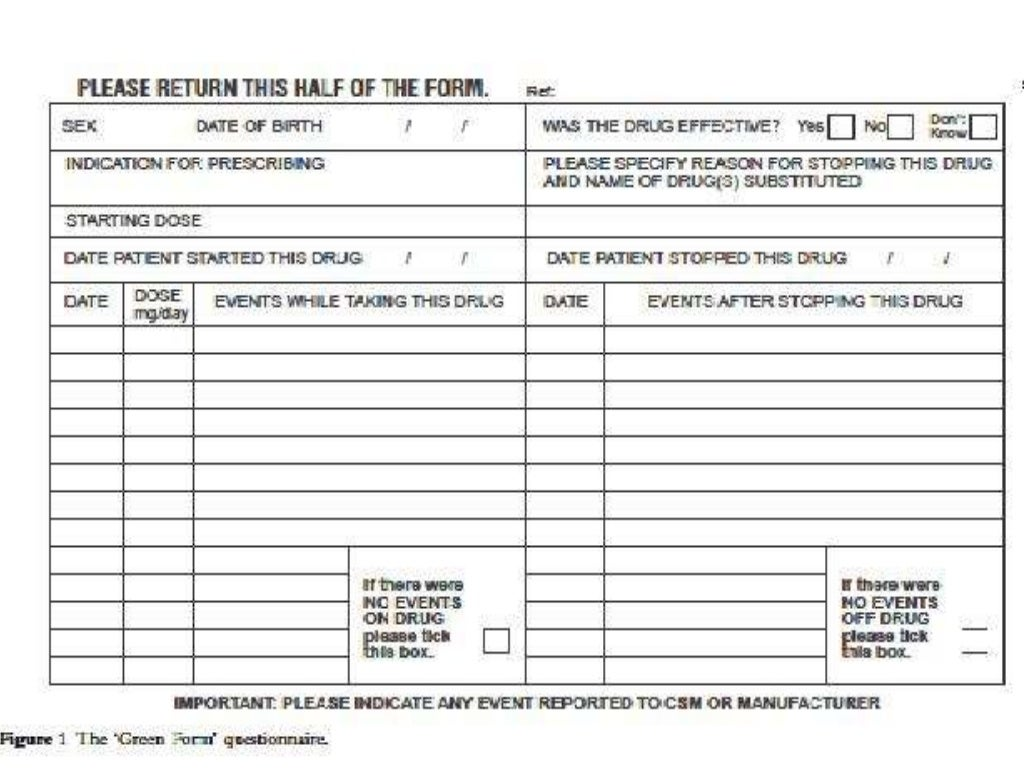 PLEASE RETURN THIS HALF OF THE FORM. Ref:
SEX DATE OF BIRTH / /
WAS THE DRUG EFFECTIVE? Yes No Don't Know
INDICATION FOR PRESCRIBING
PLEASE SPECIFY REASON FOR STOPPING THIS DRUG
AND NAME OF DRUG(S) SUBSTITUTED
STARTING DOSE
DATE PATIENT STARTED THIS DRUG / /
DATE PATIENT STOPPED THIS DRUG / /
DATE DOSE mg/day EVENTS WHILE TAKING THIS DRUG
DATE EVENTS AFTER STOPPING THIS DRUG
If there were
NO EVENTS
ON DRUG
please tick
this box.
If there were
NO EVENTS
OFF DRUG
please tick
this box.
IMPORTANT: PLEASE INDICATE ANY EVENT REPORTED TO CSM OR MANUFACTURER
Figure 1 The 'Green Form' questionnaire.